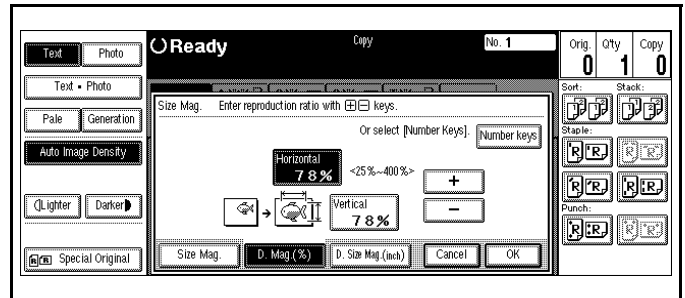 Text Photo
Text • Photo
Pale Generation
Auto Image Density
Lighter Darker
Special Original
Ready Copy No. 1
Orig. Q'ty Copy
0 1 0
Size Mag. Enter reproduction ratio with + − keys.
Or select [Number Keys]. Number keys
Horizontal
78% <25%~400%> +
Vertical
78% −
Size Mag. D. Mag.(%) D. Size Mag.(inch) Cancel OK
Sort: Stack:
Staple:
Punch: